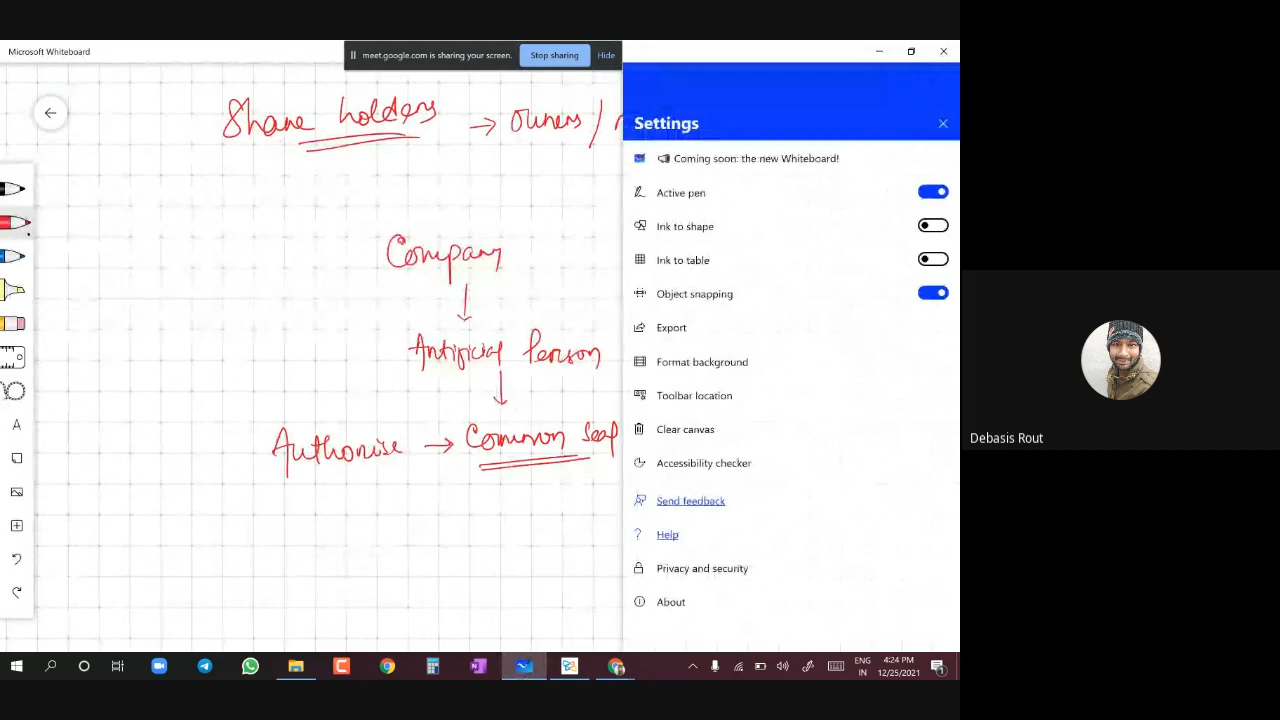 Microsoft Whiteboard
meet.google.com is sharing your screen.
Stop sharing
Hide
Share holders → owners /
Company
Artificial Person
Authorise → Common Seal
Settings
Coming soon: the new Whiteboard!
Active pen
Ink to shape
Ink to table
Object snapping
Export
Format background
Toolbar location
Clear canvas
Accessibility checker
Send feedback
Help
Privacy and security
About
Debasis Rout
ENG
IN
4:24 PM
12/25/2021